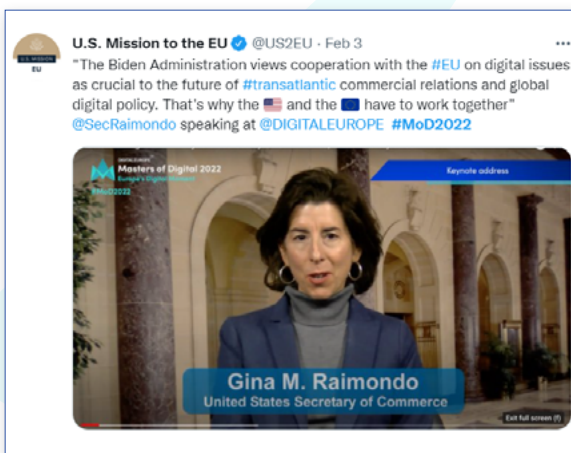 U.S. MISSION
EU
U.S. Mission to the EU @US2EU · Feb 3
"The Biden Administration views cooperation with the #EU on digital issues
as crucial to the future of #transatlantic commercial relations and global
digital policy. That's why the 🇺🇸 and the 🇪🇺 have to work together"
@SecRaimondo speaking at @DIGITALEUROPE #MoD2022
DIGITALEUROPE
Masters of Digital 2022
#MoD2022
Keynote address
Gina M. Raimondo
United States Secretary of Commerce
Exit full screen (f)